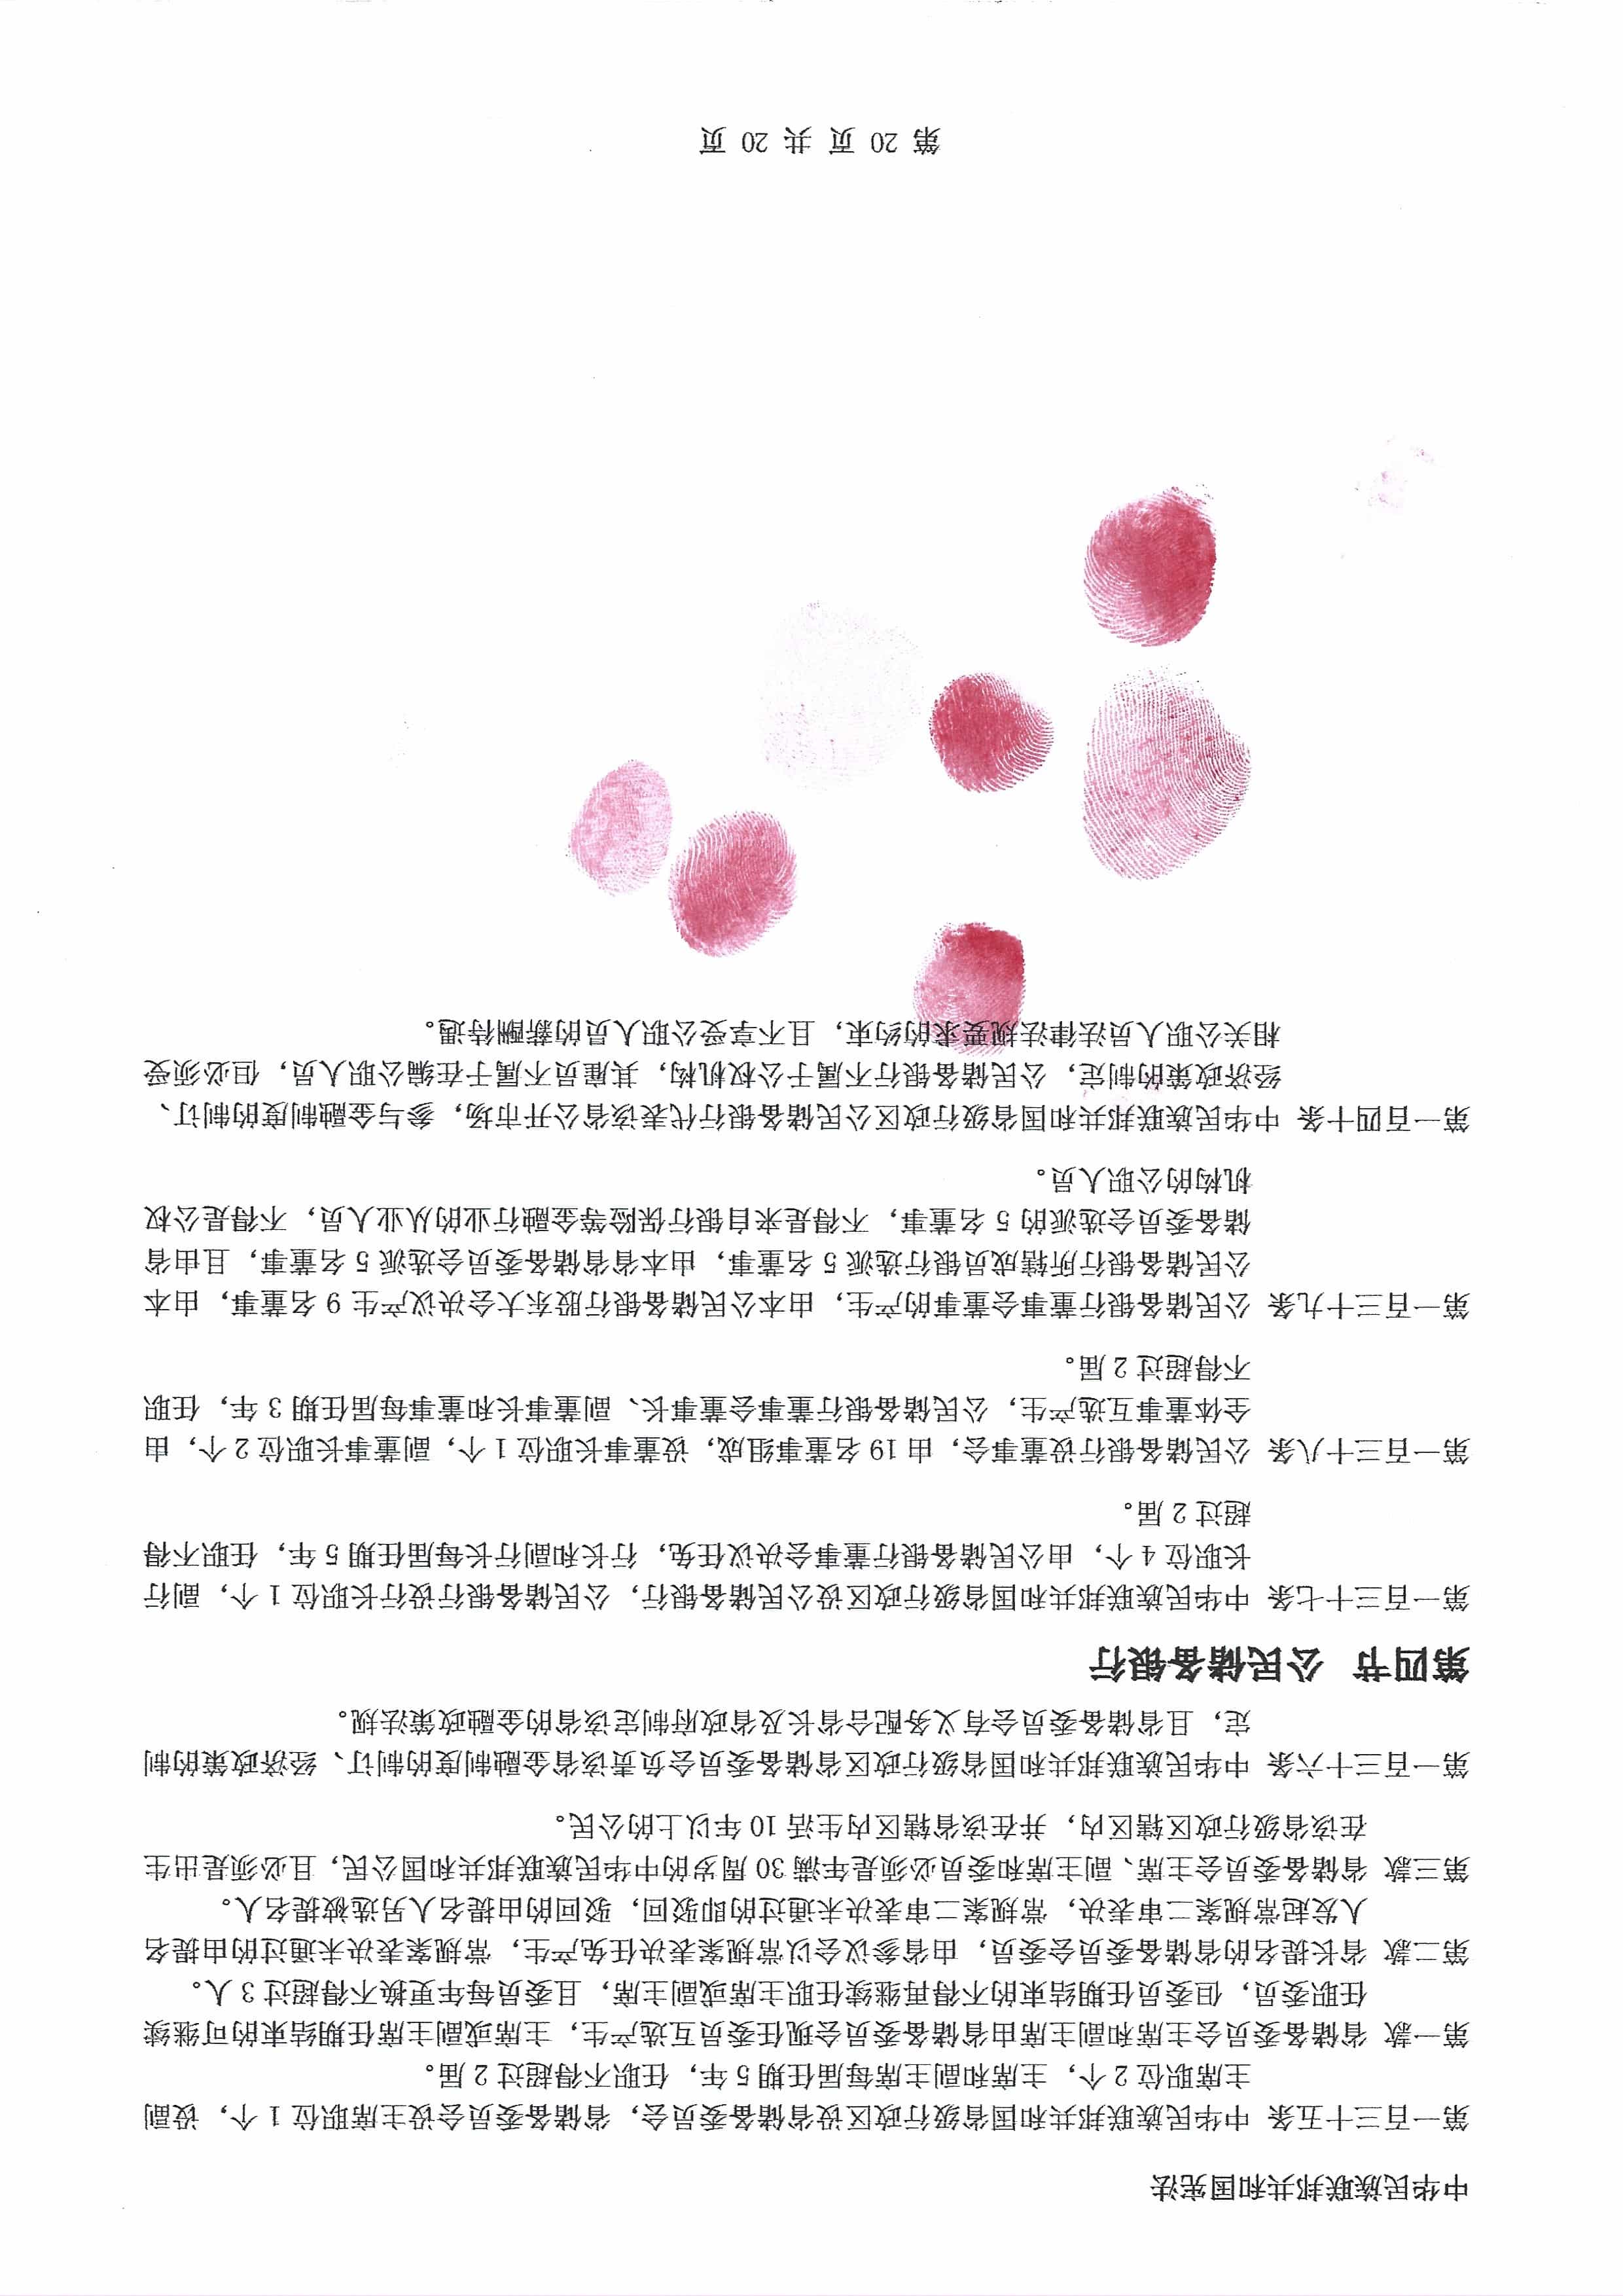 中华民族联邦共和国宪法
第一百三十五条 中华民族联邦共和国省级行政区设省储备委员会，省储备委员会设主席职位 1 个，设副
主席职位 2 个，主席和副主席每届任期 5 年，任职不得超过 2 届。
第一款 省储备委员会主席和副主席由省储备委员会现任委员互选产生，主席或副主席任期结束的可继续
任职委员，但委员任期结束的不得再继续任职主席或副主席，且委员每年更换不得超过 3 人。
第二款 省长提名的省储备委员会委员，由省参议会以常规案表决任免产生，常规案表决未通过的由提名
人发起常规案二审表决，常规案二审表决未通过的即驳回，驳回的由提名人另选被提名人。
第三款 省储备委员会主席、副主席和委员必须是年满 30 周岁的中华民族联邦共和国公民，且必须是出生
在该省级行政区辖区内，并在该省辖区内生活 10 年以上的公民。
第一百三十六条 中华民族联邦共和国省级行政区省储备委员会负责该省金融制度的制订、经济政策的制
定，且省储备委员会有义务配合省长及省政府制定该省的金融政策法规。
第四节 公民储备银行
第一百三十七条 中华民族联邦共和国省级行政区设公民储备银行，公民储备银行设行长职位 1 个，副行
长职位 4 个，由公民储备银行董事会决议任免，行长和副行长每届任期 5 年，任职不得
超过 2 届。
第一百三十八条 公民储备银行设董事会，由 19 名董事组成，设董事长职位 1 个，副董事长职位 2 个，由
全体董事互选产生，公民储备银行董事会董事长、副董事长和董事每届任期 3 年，任职
不得超过 2 届。
第一百三十九条 公民储备银行董事会董事的产生，由本公民储备银行股东大会决议产生 9 名董事，由本
公民储备银行所辖成员银行选派 5 名董事，由本省省储备委员会选派 5 名董事，且由省
储备委员会选派的 5 名董事，不得是来自银行保险等金融行业的从业人员，不得是公权
机构的公职人员。
第一百四十条 中华民族联邦共和国省级行政区公民储备银行代表该省公开市场，参与金融制度的制订、
经济政策的制定，公民储备银行不属于公权机构，其雇员不属于在编公职人员，但必须受
相关公职人员法律法规要求的约束，且不享受公职人员的薪酬待遇。
第 20 页 共 20 页